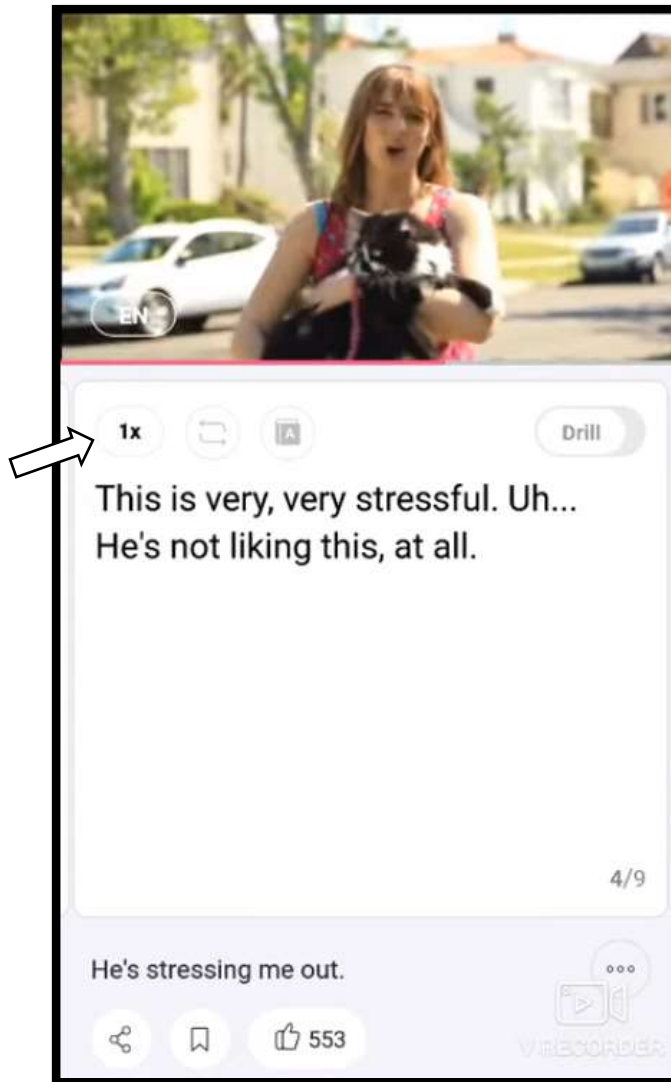 EN
1x
A
Drill
This is very, very stressful. Uh...
He's not liking this, at all.
4/9
He's stressing me out.
553
V RECORDER